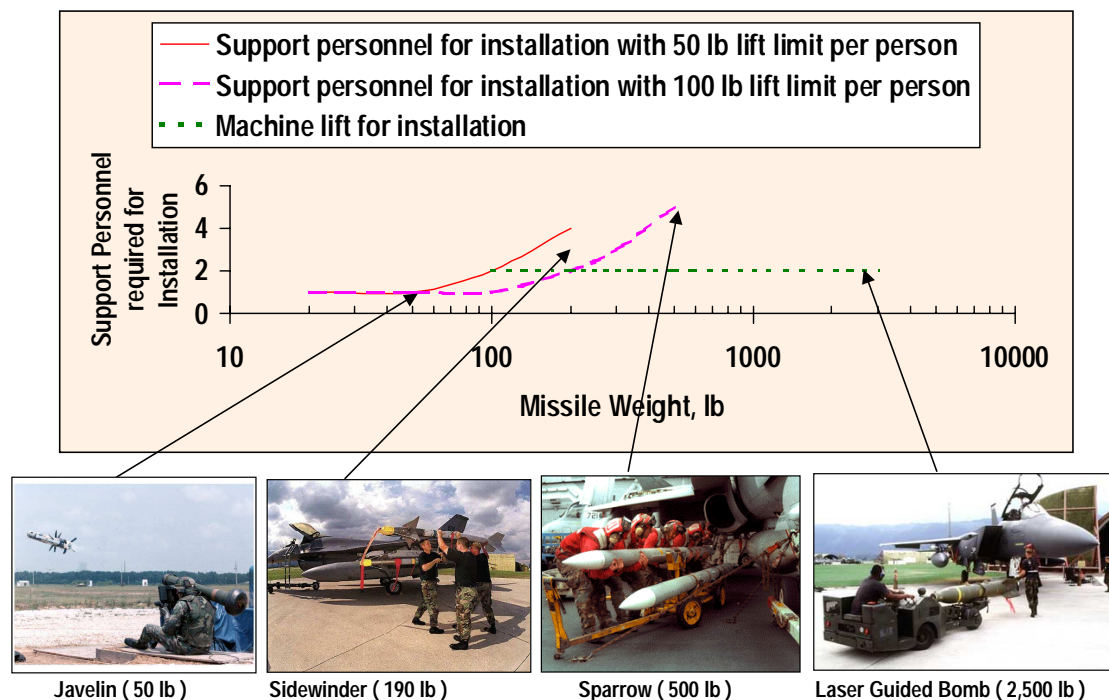 Support personnel for installation with 50 lb lift limit per person
Support personnel for installation with 100 lb lift limit per person
Machine lift for installation
Support Personnel
required for
Installation
6
4
2
0
10
100
1000
10000
Missile Weight, lb
Javelin ( 50 lb )
Sidewinder ( 190 lb )
Sparrow ( 500 lb )
Laser Guided Bomb ( 2,500 lb )